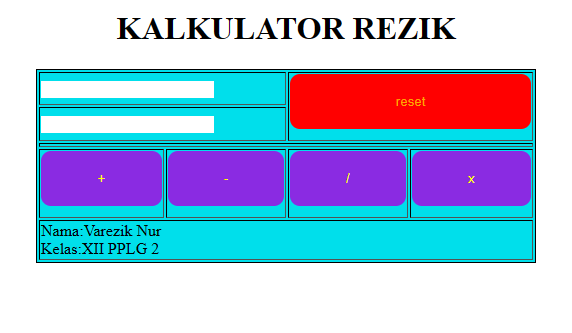 KALKULATOR REZIK
reset
+
-
/
x
Nama:Varezik Nur
Kelas:XII PPLG 2